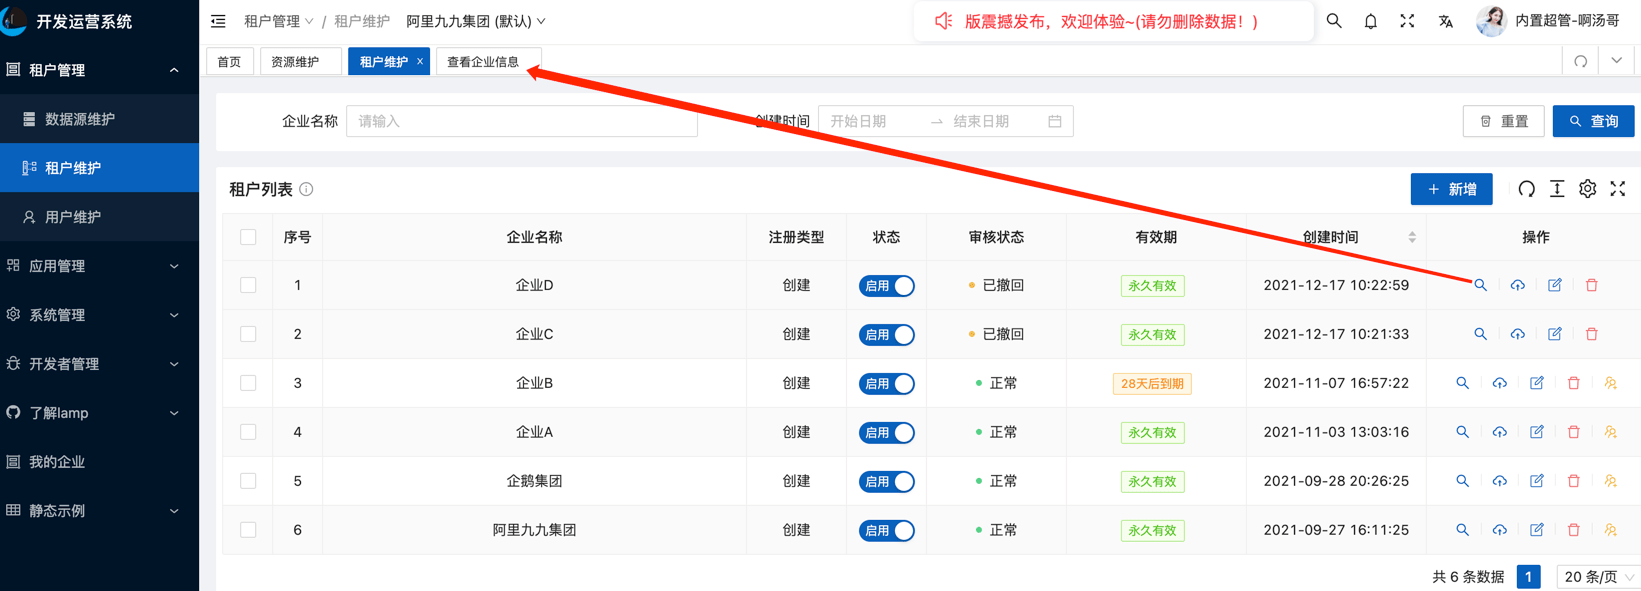 开发运营系统
租户管理 / 租户维护 阿里九九集团 (默认)
版震撼发布，欢迎体验~(请勿删除数据！)
内置超管-啊汤哥
首页 资源维护 租户维护 × 查看企业信息
租户管理
数据源维护
租户维护
用户维护
应用管理
系统管理
开发者管理
了解lamp
我的企业
静态示例
企业名称 请输入 创建时间 开始日期 → 结束日期 重置 查询
租户列表 + 新增
序号 企业名称 注册类型 状态 审核状态 有效期 创建时间 操作
1 企业D 创建 启用 已撤回 永久有效 2021-12-17 10:22:59
2 企业C 创建 启用 已撤回 永久有效 2021-12-17 10:21:33
3 企业B 创建 启用 正常 28天后到期 2021-11-07 16:57:22
4 企业A 创建 启用 正常 永久有效 2021-11-03 13:03:16
5 企鹅集团 创建 启用 正常 永久有效 2021-09-28 20:26:25
6 阿里九九集团 创建 启用 正常 永久有效 2021-09-27 16:11:25
共 6 条数据 1 20 条/页